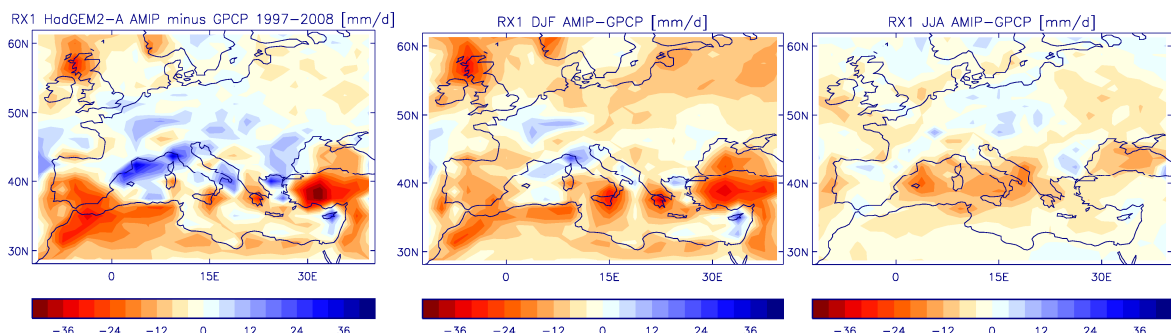 RX1 HadGEM2-A AMIP minus GPCP 1997-2008 [mm/d]
60N
50N
40N
30N
0 15E 30E
-36 -24 -12 0 12 24 36
RX1 DJF AMIP-GPCP [mm/d]
60N
50N
40N
30N
0 15E 30E
-36 -24 -12 0 12 24 36
RX1 JJA AMIP-GPCP [mm/d]
60N
50N
40N
30N
0 15E 30E
-36 -24 -12 0 12 24 36